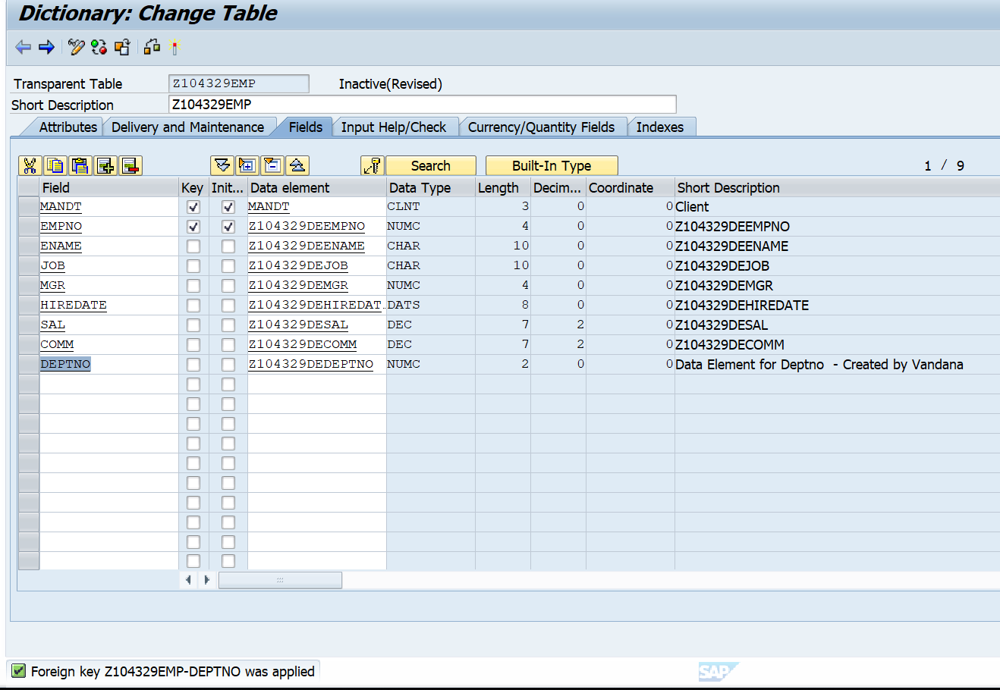 Dictionary: Change Table
Transparent Table Z104329EMP Inactive(Revised)
Short Description Z104329EMP
Attributes Delivery and Maintenance Fields Input Help/Check Currency/Quantity Fields Indexes
Search Built-In Type 1 / 9
Field Key Init... Data element Data Type Length Decim... Coordinate Short Description
MANDT MANDT CLNT 3 0 0 Client
EMPNO Z104329DEEMPNO NUMC 4 0 0 Z104329DEEMPNO
ENAME Z104329DEENAME CHAR 10 0 0 Z104329DEENAME
JOB Z104329DEJOB CHAR 10 0 0 Z104329DEJOB
MGR Z104329DEMGR NUMC 4 0 0 Z104329DEMGR
HIREDATE Z104329DEHIREDAT DATS 8 0 0 Z104329DEHIREDATE
SAL Z104329DESAL DEC 7 2 0 Z104329DESAL
COMM Z104329DECOMM DEC 7 2 0 Z104329DECOMM
DEPTNO Z104329DEDEPTNO NUMC 2 0 0 Data Element for Deptno - Created by Vandana
Foreign key Z104329EMP-DEPTNO was applied
SAP